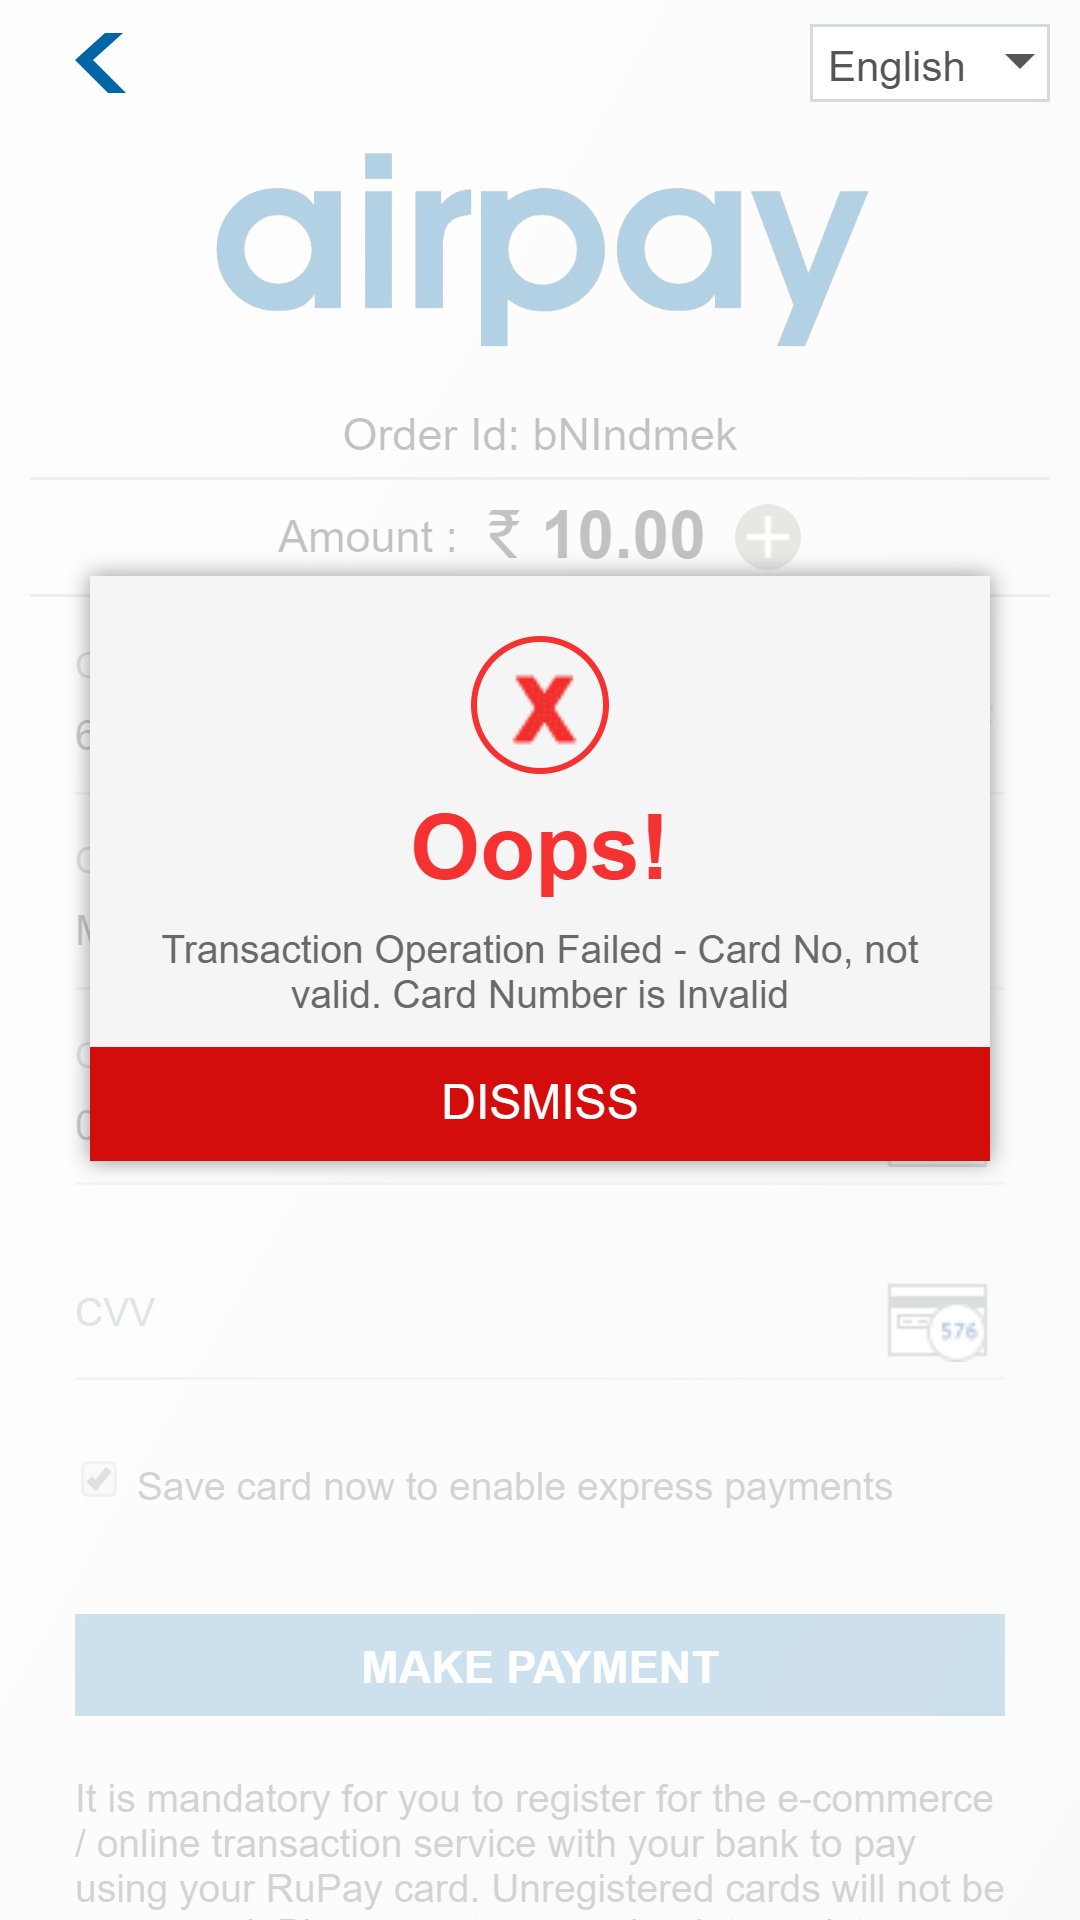 English
airpay
Order Id: bNIndmek
Amount : ₹ 10.00
X
Oops!
Transaction Operation Failed - Card No, not
valid. Card Number is Invalid
DISMISS
CVV
576
Save card now to enable express payments
MAKE PAYMENT
It is mandatory for you to register for the e-commerce
/ online transaction service with your bank to pay
using your RuPay card. Unregistered cards will not be